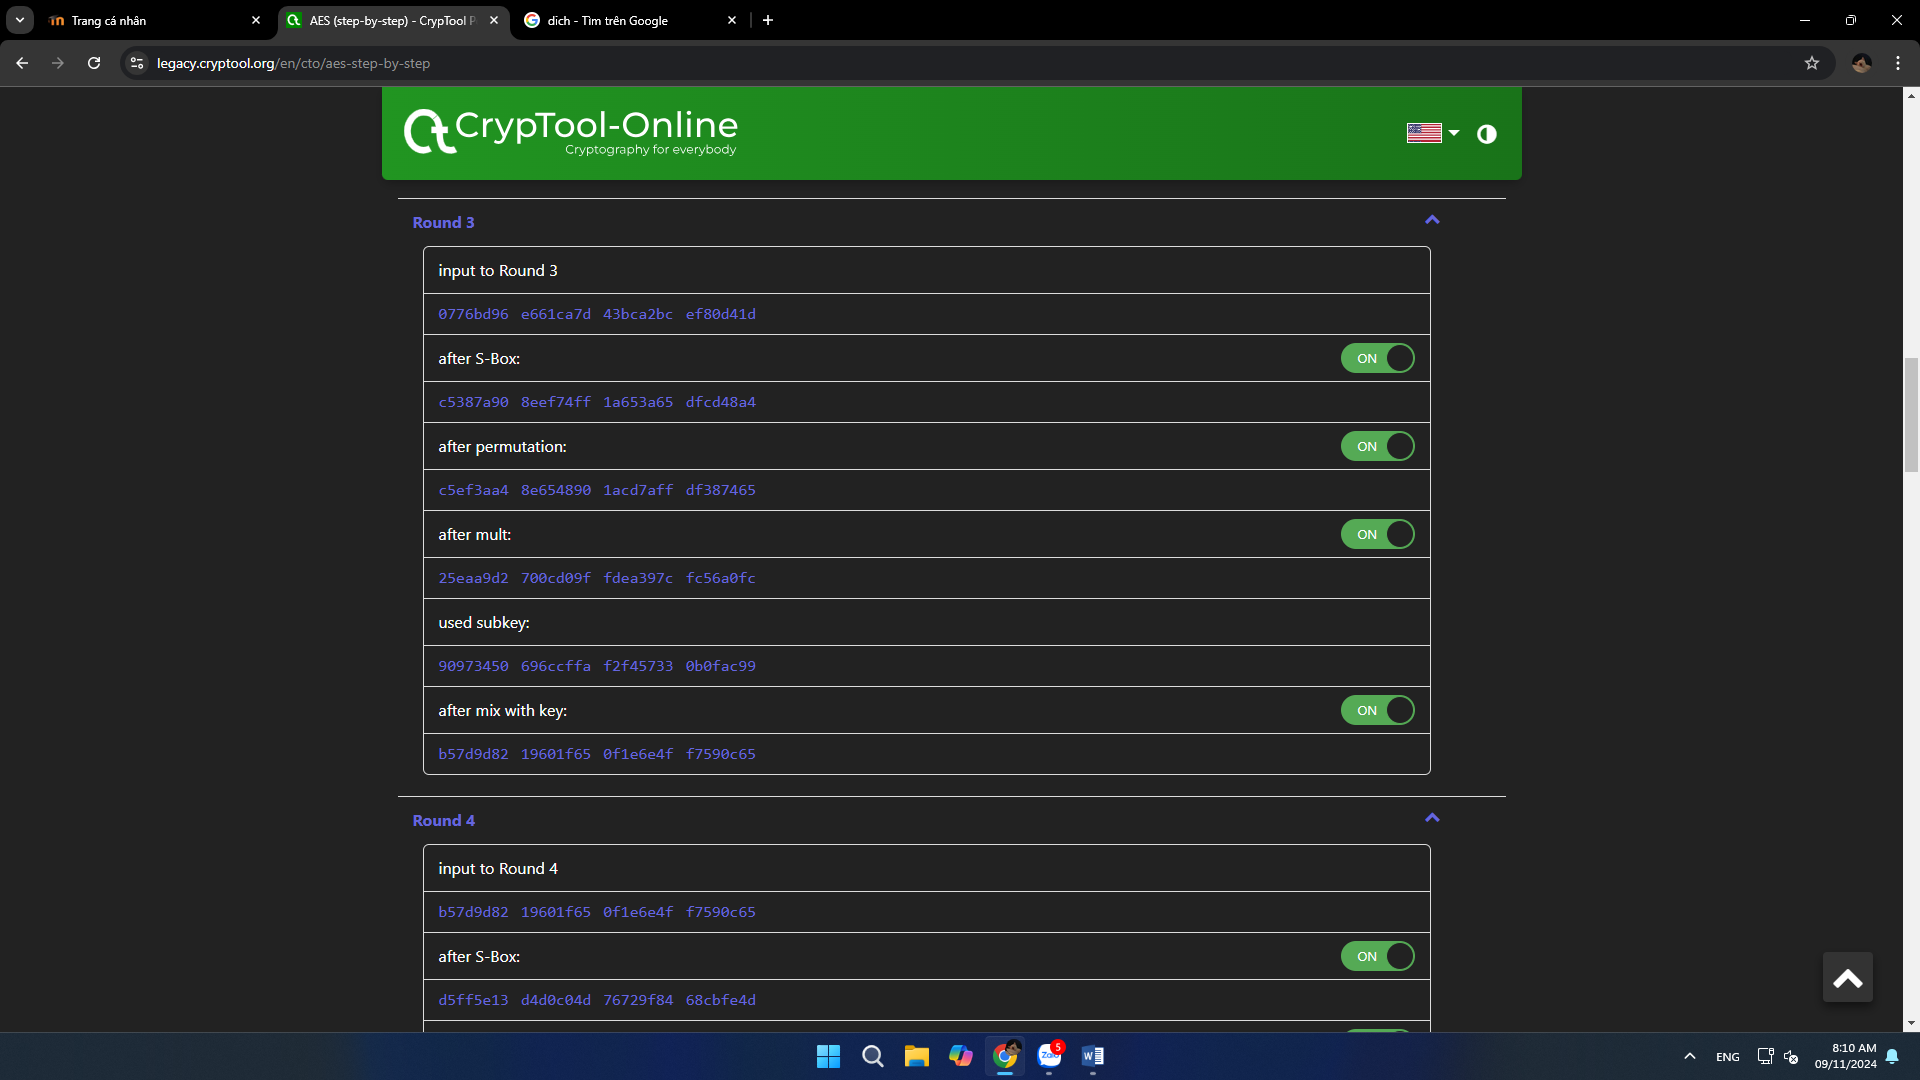 Trang cá nhân
AES (step-by-step) - CrypTool P
dich - Tìm trên Google
legacy.cryptool.org/en/cto/aes-step-by-step
CrypTool-Online
Cryptography for everybody
Round 3
input to Round 3
0776bd96 e661ca7d 43bca2bc ef80d41d
after S-Box:
ON
c5387a90 8eef74ff 1a653a65 dfcd48a4
after permutation:
ON
c5ef3aa4 8e654890 1acd7aff df387465
after mult:
ON
25eaa9d2 700cd09f fdea397c fc56a0fc
used subkey:
90973450 696ccffa f2f45733 0b0fac99
after mix with key:
ON
b57d9d82 19601f65 0f1e6e4f f7590c65
Round 4
input to Round 4
b57d9d82 19601f65 0f1e6e4f f7590c65
after S-Box:
ON
d5ff5e13 d4d0c04d 76729f84 68cbfe4d
Zalo
5
ENG
8:10 AM
09/11/2024